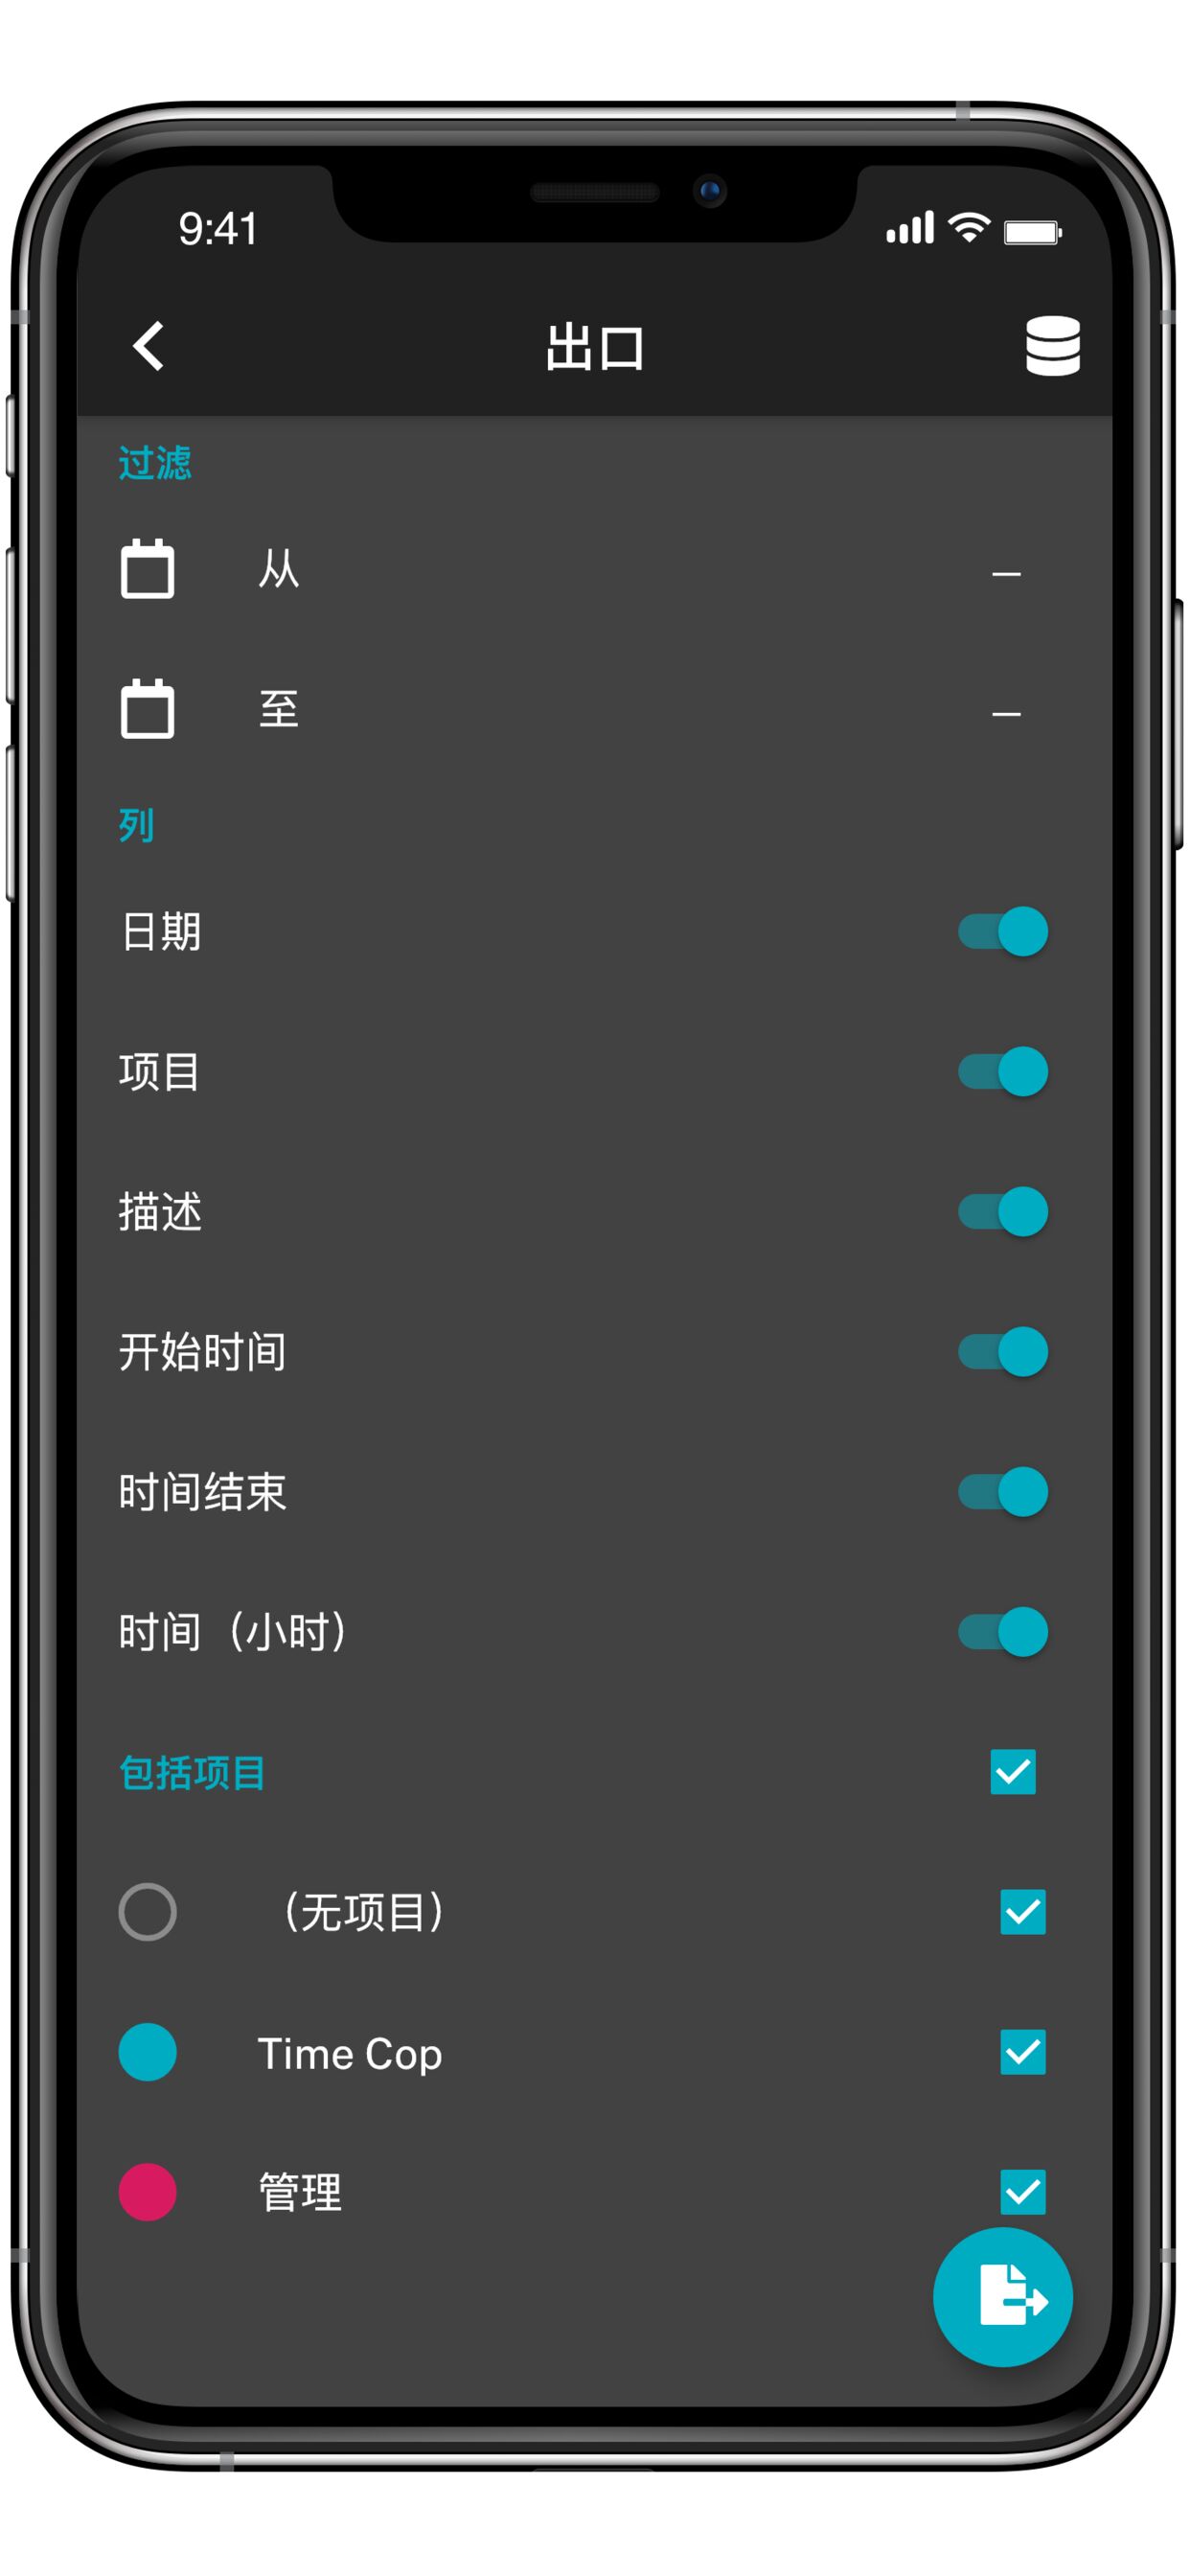 9:41
出口
过滤
从 –
至 –
列
日期
项目
描述
开始时间
时间结束
时间（小时）
包括项目
（无项目）
Time Cop
管理